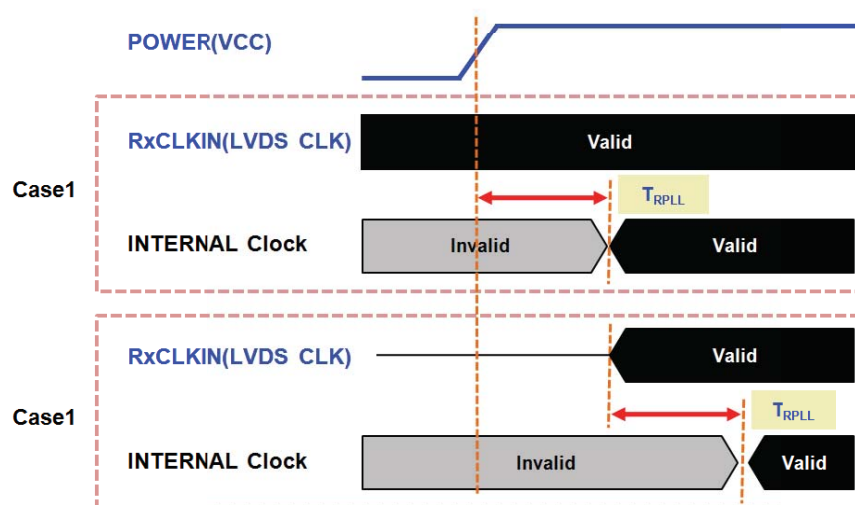 POWER(VCC)
RxCLKIN(LVDS CLK)
Valid
Case1
TRPLL
INTERNAL Clock
Invalid
Valid
RxCLKIN(LVDS CLK)
Valid
Case1
TRPLL
INTERNAL Clock
Invalid
Valid